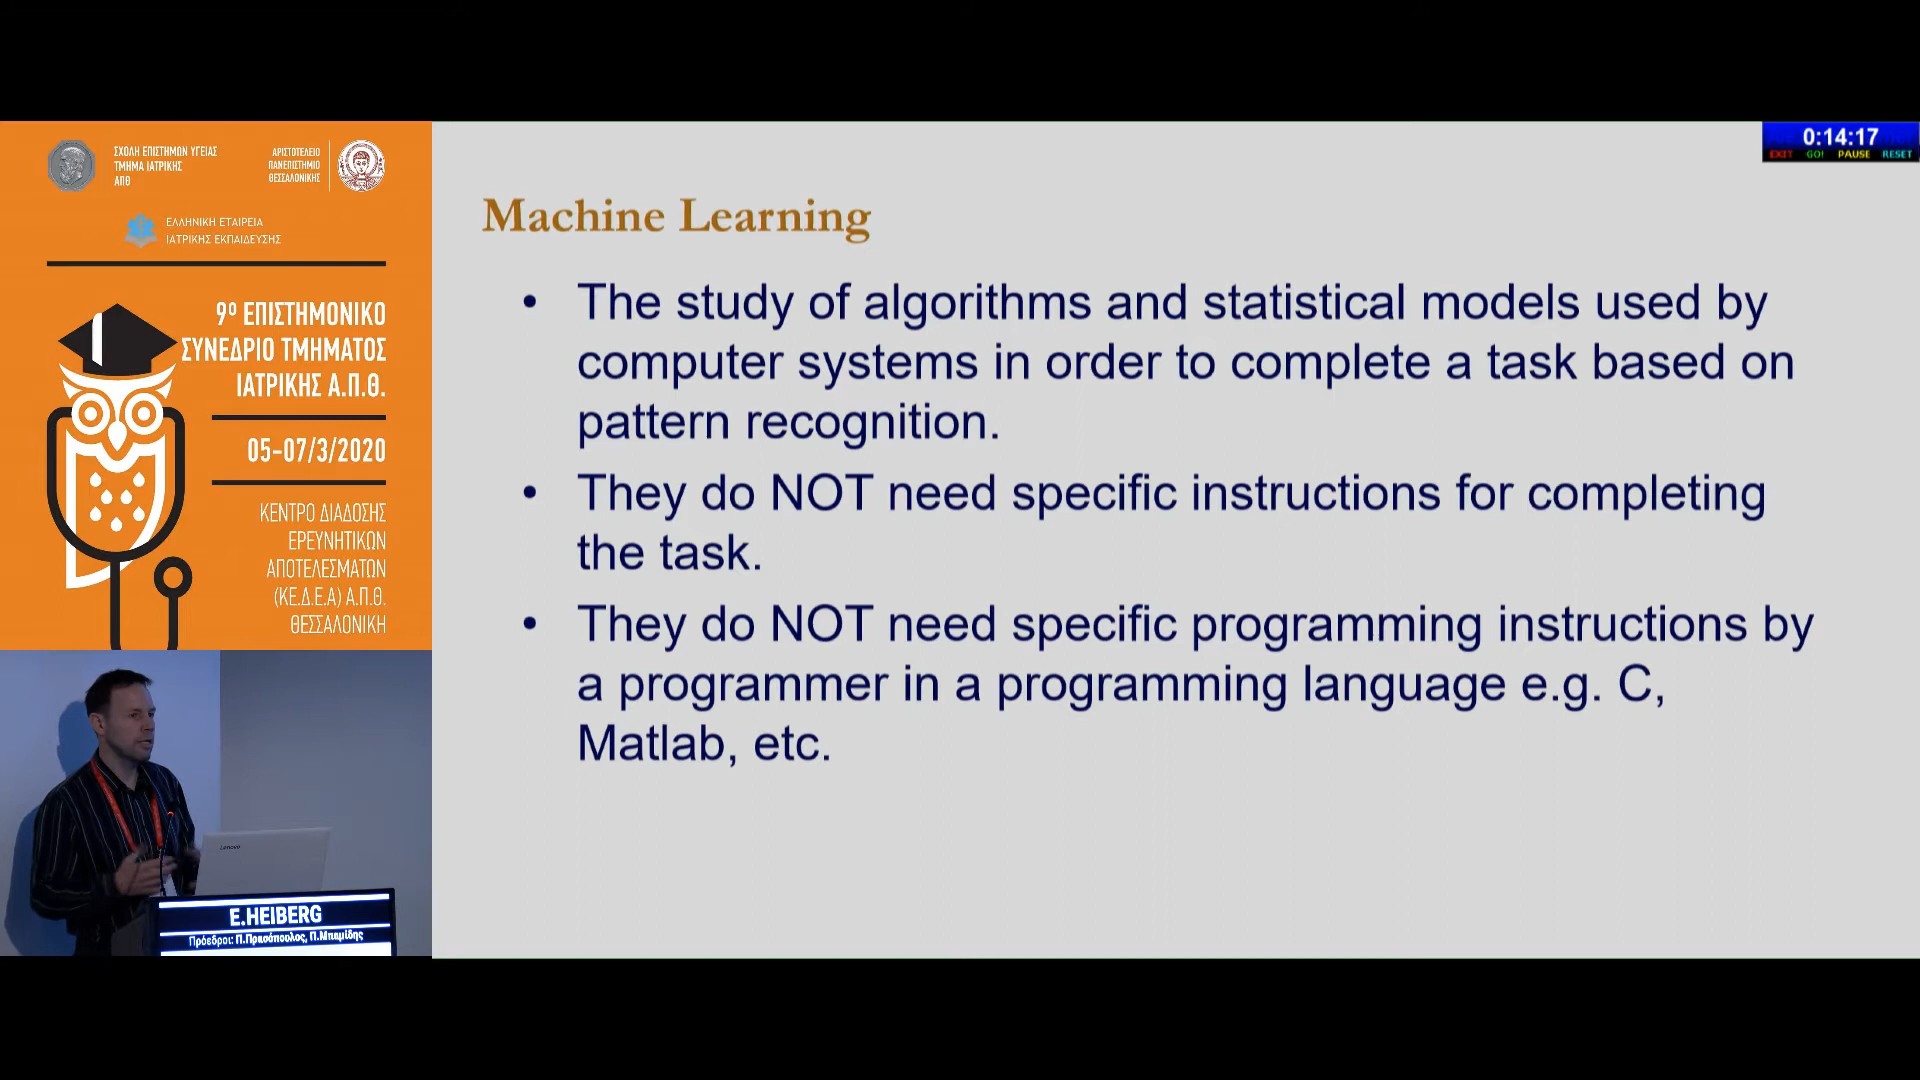 ΣΧΟΛΗ ΕΠΙΣΤΗΜΩΝ ΥΓΕΙΑΣ
ΤΜΗΜΑ ΙΑΤΡΙΚΗΣ
ΑΠΘ
ΑΡΙΣΤΟΤΕΛΕΙΟ
ΠΑΝΕΠΙΣΤΗΜΙΟ
ΘΕΣΣΑΛΟΝΙΚΗΣ
ΕΛΛΗΝΙΚΗ ΕΤΑΙΡΕΙΑ
ΙΑΤΡΙΚΗΣ ΕΚΠΑΙΔΕΥΣΗΣ
9ο ΕΠΙΣΤΗΜΟΝΙΚΟ
ΣΥΝΕΔΡΙΟ ΤΜΗΜΑΤΟΣ
ΙΑΤΡΙΚΗΣ Α.Π.Θ.
05-07/3/2020
ΚΕΝΤΡΟ ΔΙΑΔΟΣΗΣ
ΕΡΕΥΝΗΤΙΚΩΝ
ΑΠΟΤΕΛΕΣΜΑΤΩΝ
(ΚΕ.Δ.Ε.Α) Α.Π.Θ.
ΘΕΣΣΑΛΟΝΙΚΗ
lenovo
E.HEIBERG
Πρόεδροι: Π.Πρασόπουλος, Π.Μπαμίδης
0:14:17
EXIT GO! PAUSE RESET
Machine Learning
• The study of algorithms and statistical models used by
computer systems in order to complete a task based on
pattern recognition.
• They do NOT need specific instructions for completing
the task.
• They do NOT need specific programming instructions by
a programmer in a programming language e.g. C,
Matlab, etc.